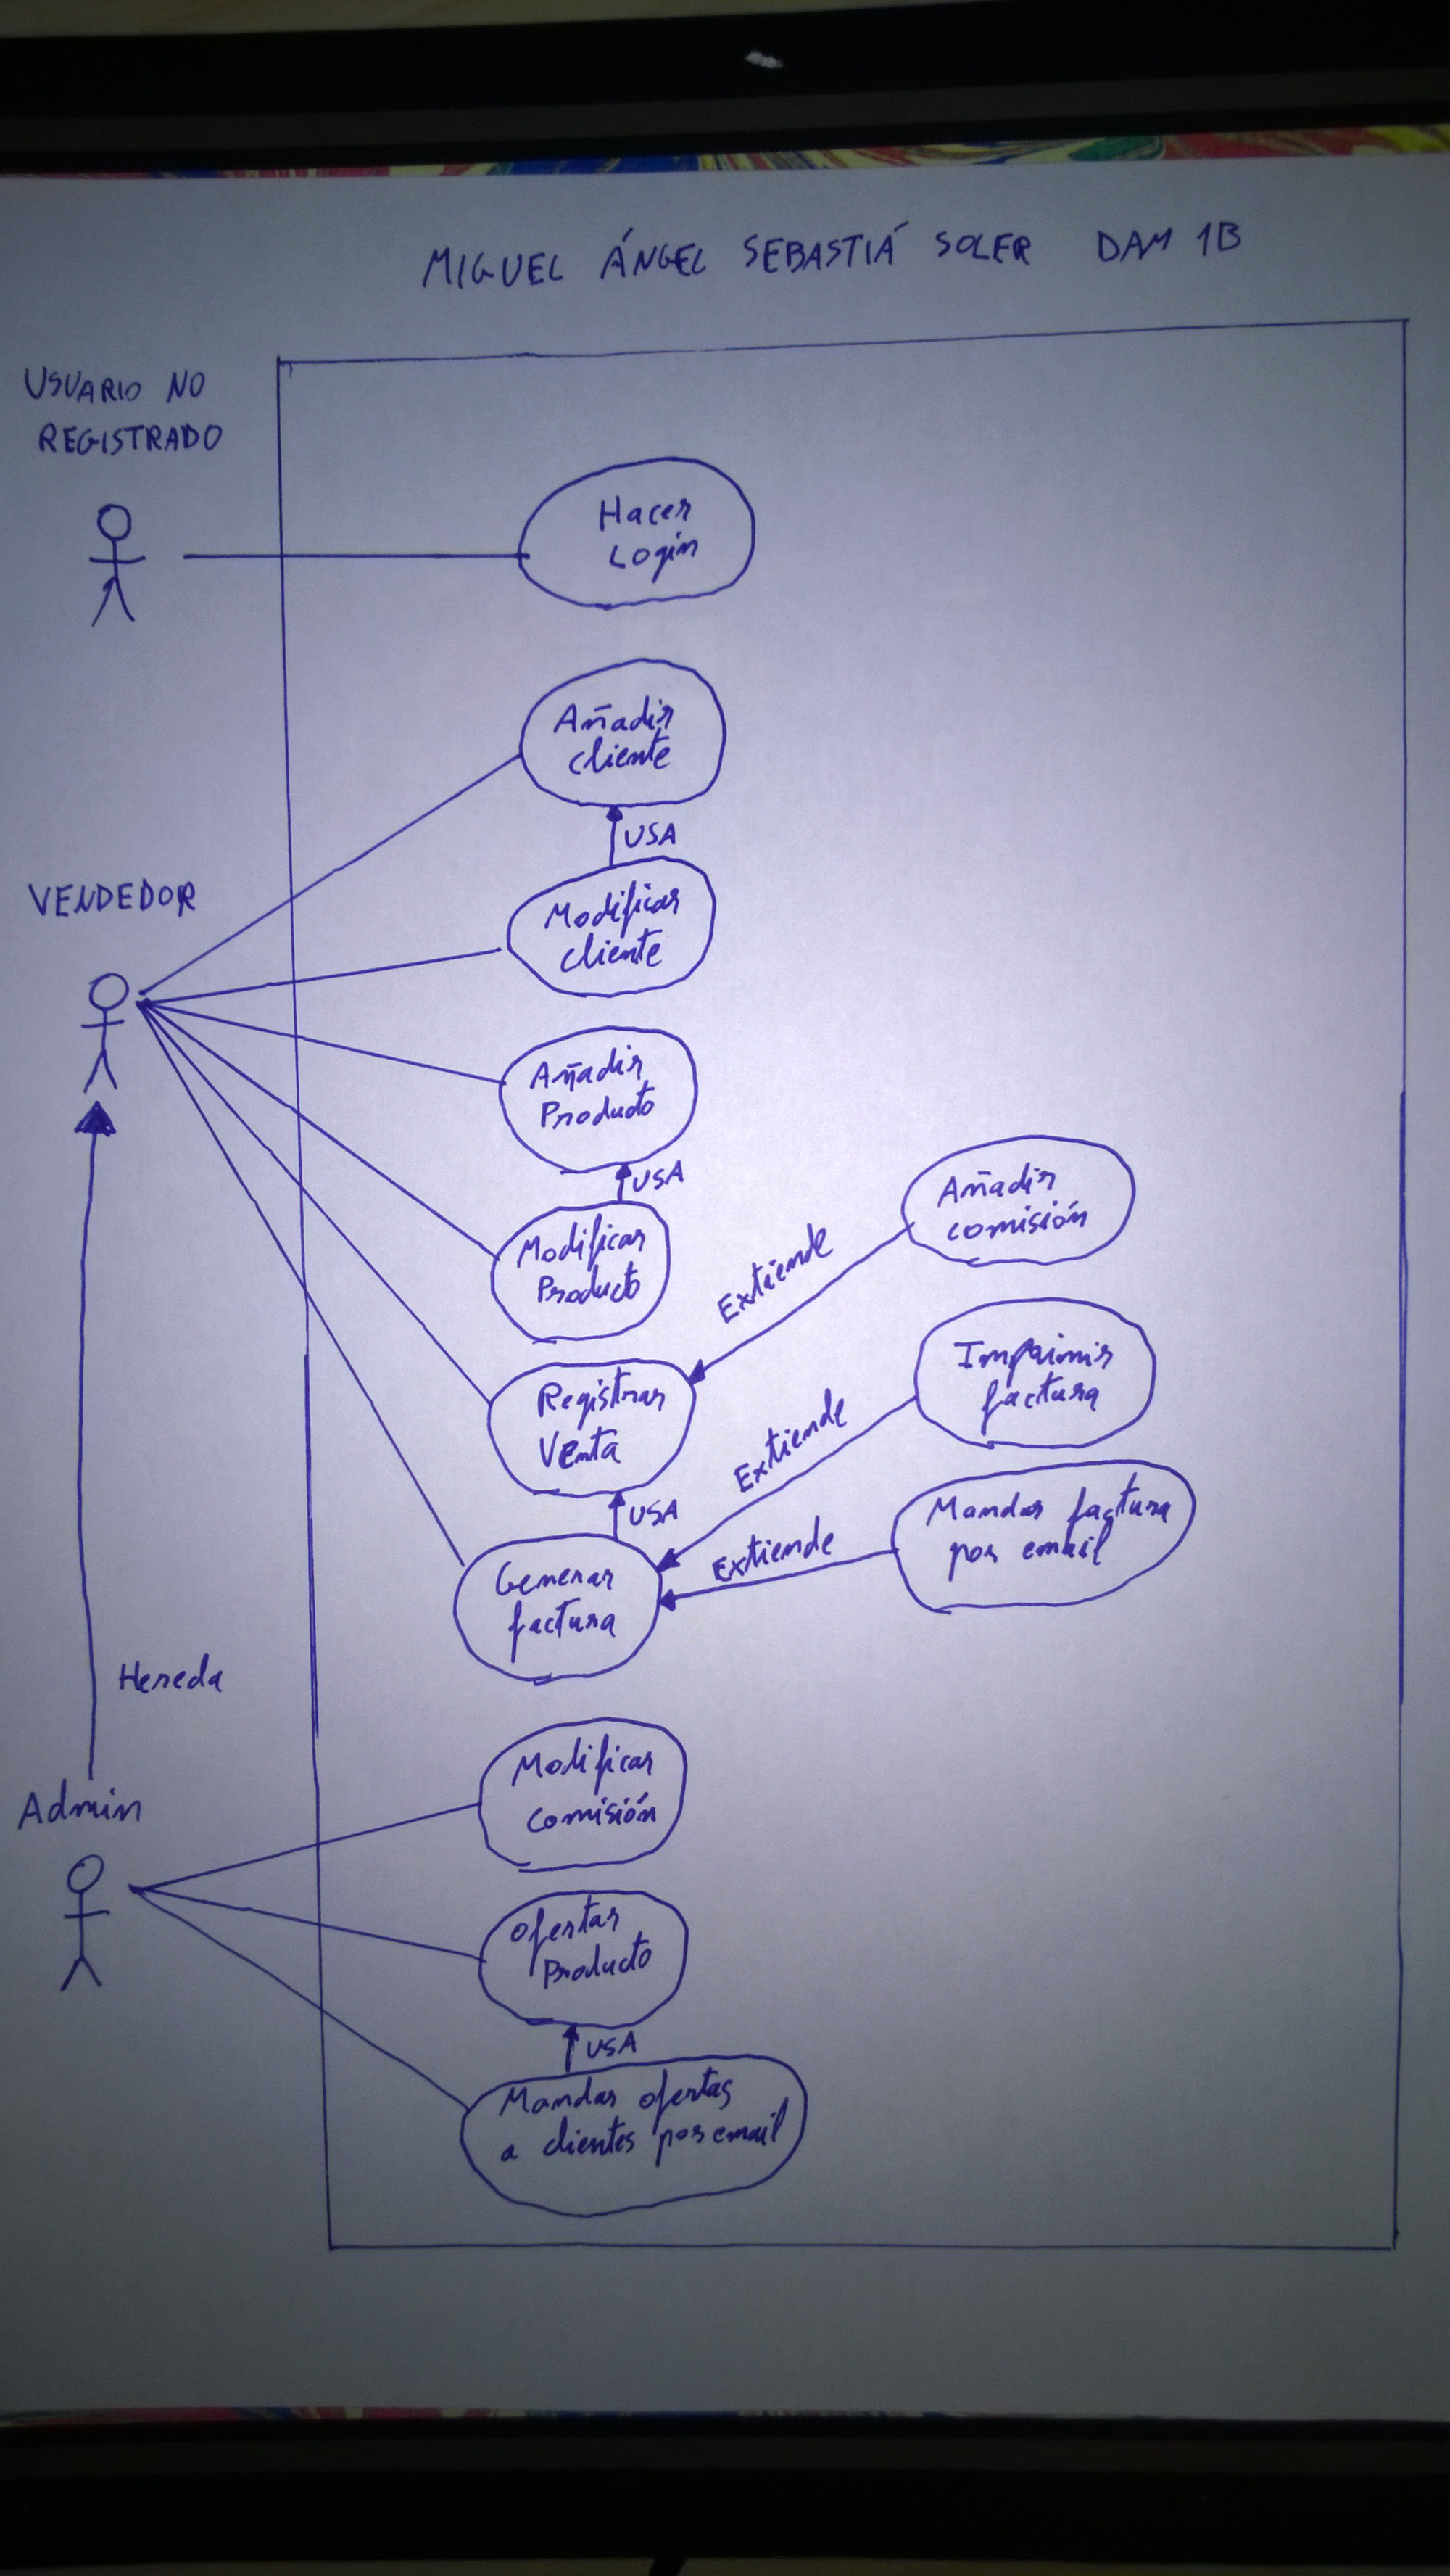 MIGUEL ÁNGEL SEBASTIÁ SOLER DAM 1B
USUARIO NO
REGISTRADO
Hacer
Login
Añadir
cliente
USA
VENDEDOR
Modificar
cliente
Añadir
Producto
USA
Modificar
Producto
Añadir
comisión
Extiende
Registrar
Venta
Imprimir
factura
Extiende
USA
Mandar factura
por email
Extiende
Generar
factura
Hereda
Admin
Modificar
comisión
Ofertar
Producto
USA
Mandar ofertas
a clientes por email